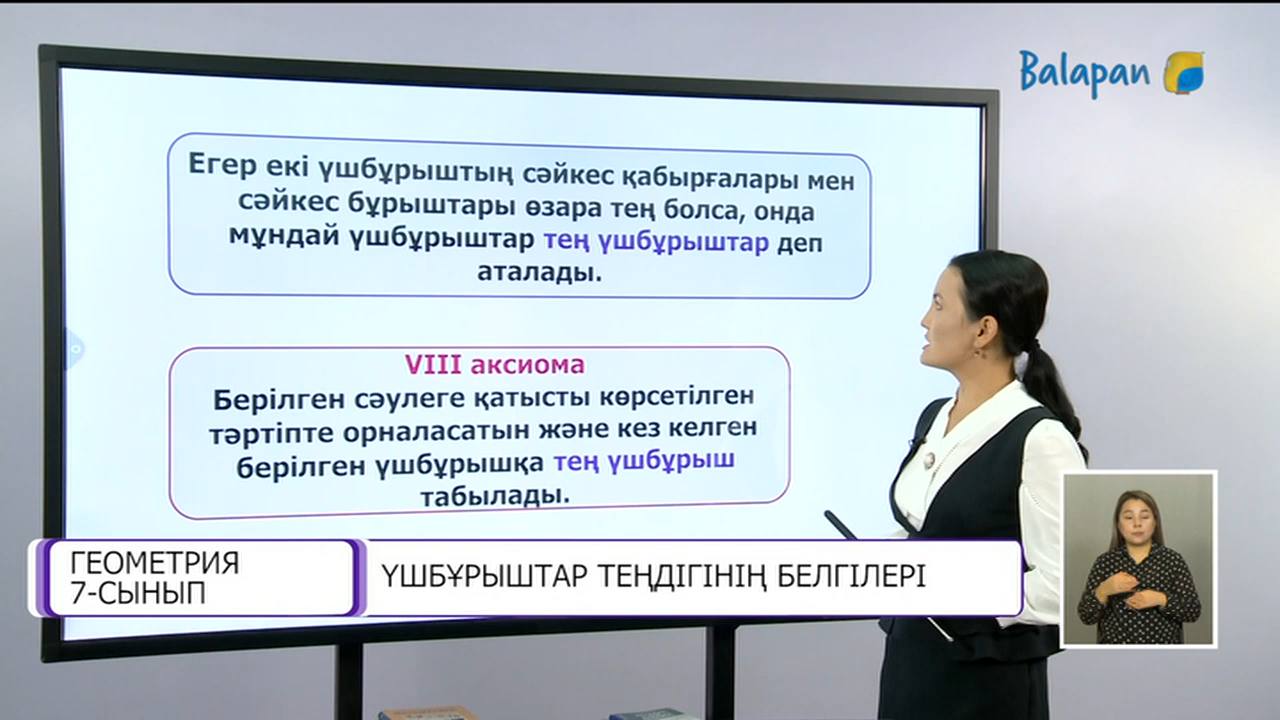 Balapan
Егер екі үшбұрыштың сәйкес қабырғалары мен
сәйкес бұрыштары өзара тең болса, онда
мұндай үшбұрыштар тең үшбұрыштар деп
аталады.
VIII аксиома
Берілген сәулеге қатысты көрсетілген
тәртіпте орналасатын және кез келген
берілген үшбұрышқа тең үшбұрыш
табылады.
ГЕОМЕТРИЯ
7-СЫНЫП
ҮШБҰРЫШТАР ТЕҢДІГІНІҢ БЕЛГІЛЕРІ